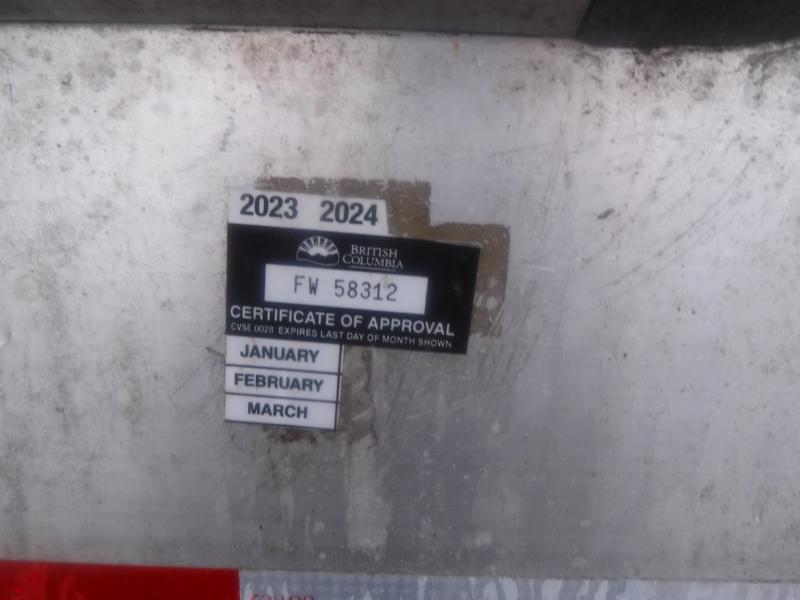 2023 2024
BRITISH
COLUMBIA
FW 58312
CERTIFICATE OF APPROVAL
CVSE 0028 EXPIRES LAST DAY OF MONTH SHOWN
JANUARY
FEBRUARY
MARCH